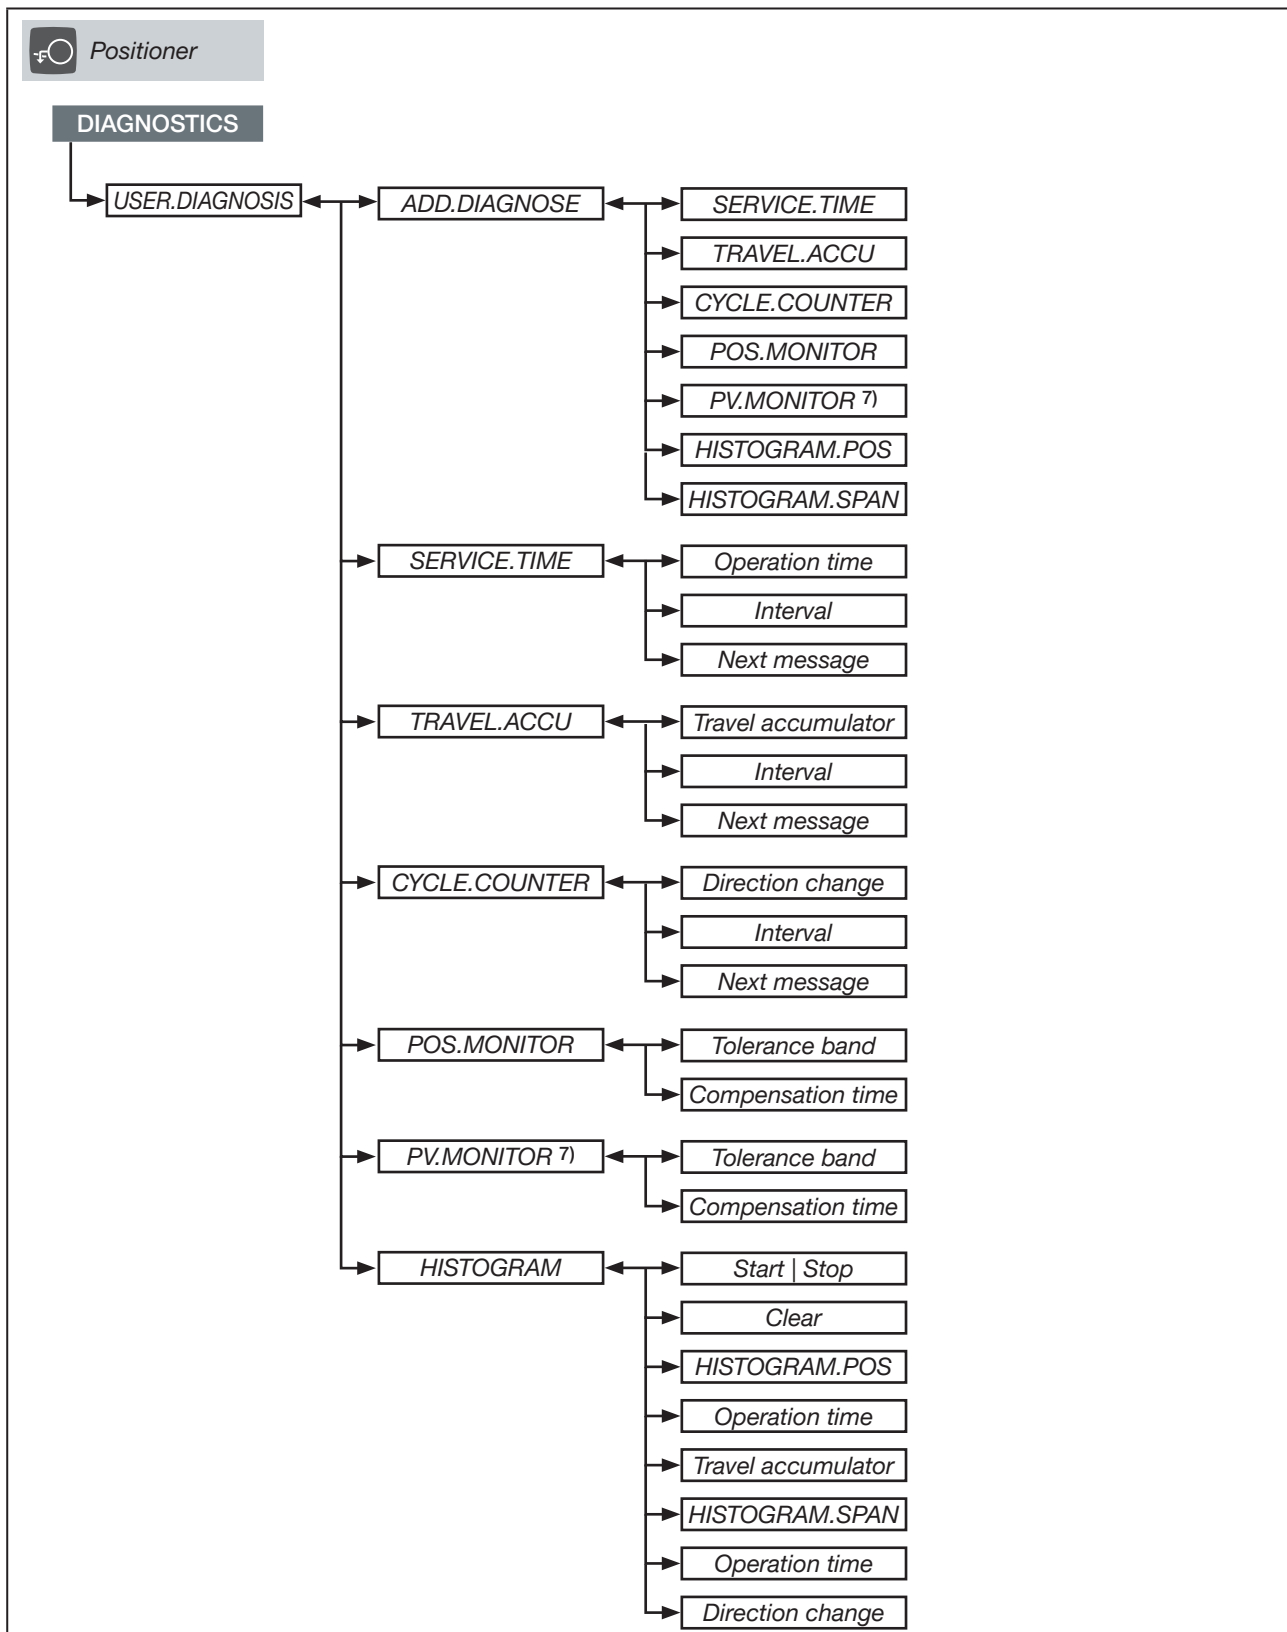 Positioner
DIAGNOSTICS
USER.DIAGNOSIS
ADD.DIAGNOSE
SERVICE.TIME
TRAVEL.ACCU
CYCLE.COUNTER
POS.MONITOR
PV.MONITOR 7)
HISTOGRAM.POS
HISTOGRAM.SPAN
SERVICE.TIME
Operation time
Interval
Next message
TRAVEL.ACCU
Travel accumulator
Interval
Next message
CYCLE.COUNTER
Direction change
Interval
Next message
POS.MONITOR
Tolerance band
Compensation time
PV.MONITOR 7)
Tolerance band
Compensation time
HISTOGRAM
Start | Stop
Clear
HISTOGRAM.POS
Operation time
Travel accumulator
HISTOGRAM.SPAN
Operation time
Direction change